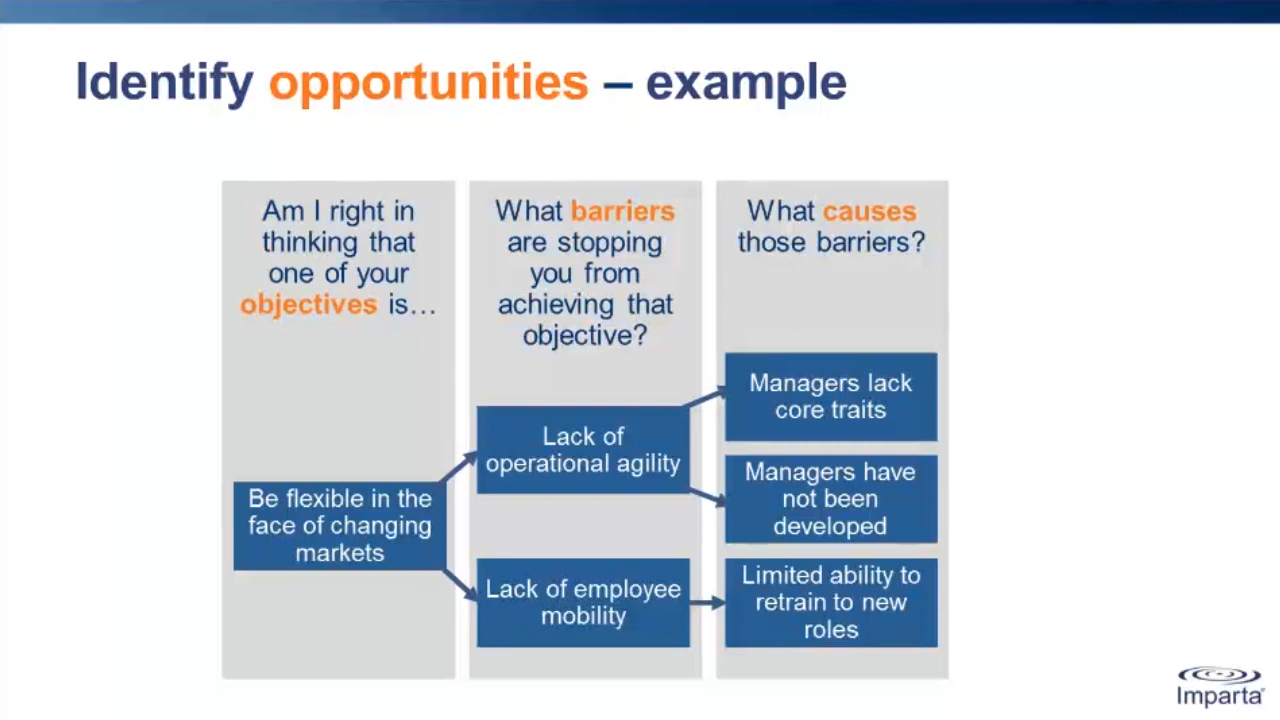 Identify opportunities – example
Am I right in
thinking that
one of your
objectives is…
What barriers
are stopping
you from
achieving that
objective?
What causes
those barriers?
Be flexible in the
face of changing
markets
Lack of
operational agility
Lack of employee
mobility
Managers lack
core traits
Managers have
not been
developed
Limited ability to
retrain to new
roles
Imparta